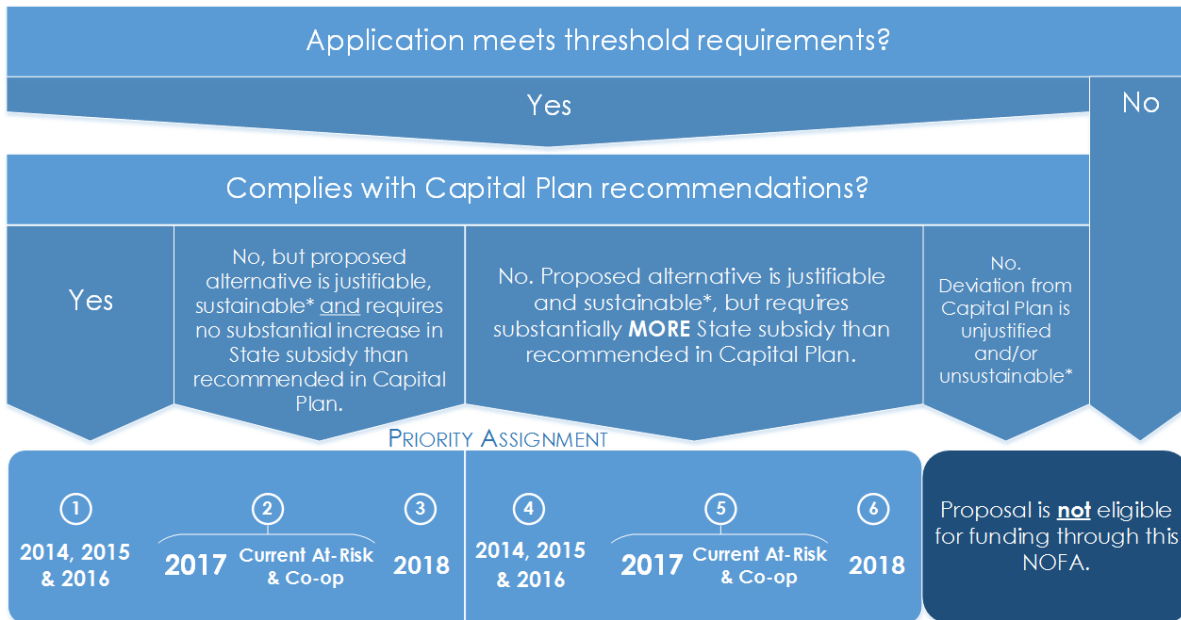 Application meets threshold requirements?
Yes
No
Complies with Capital Plan recommendations?
Yes
No, but proposed
alternative is justifiable,
sustainable* and requires
no substantial increase in
State subsidy than
recommended in Capital
Plan.
No. Proposed alternative is justifiable
and sustainable*, but requires
substantially MORE State subsidy than
recommended in Capital Plan.
No.
Deviation from
Capital Plan is
unjustified
and/or
unsustainable*
PRIORITY ASSIGNMENT
1
2014, 2015
& 2016
2
2017
Current At-Risk
& Co-op
3
2018
4
2014, 2015
& 2016
5
2017
Current At-Risk
& Co-op
6
2018
Proposal is not eligible
for funding through this
NOFA.